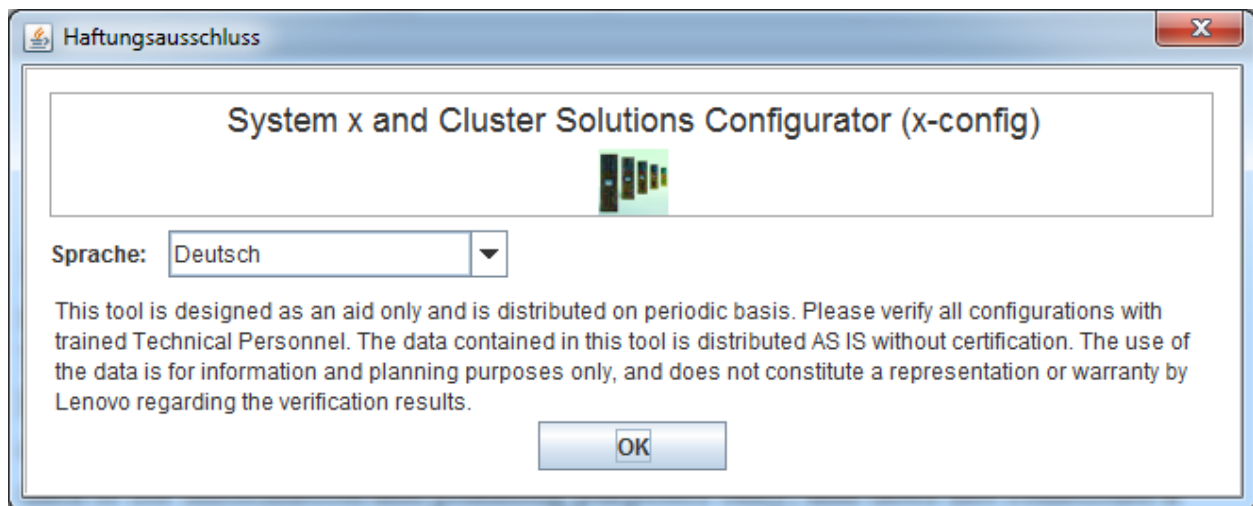 Haftungsausschluss
System x and Cluster Solutions Configurator (x-config)
Sprache: Deutsch
This tool is designed as an aid only and is distributed on periodic basis. Please verify all configurations with
trained Technical Personnel. The data contained in this tool is distributed AS IS without certification. The use of
the data is for information and planning purposes only, and does not constitute a representation or warranty by
Lenovo regarding the verification results.
OK